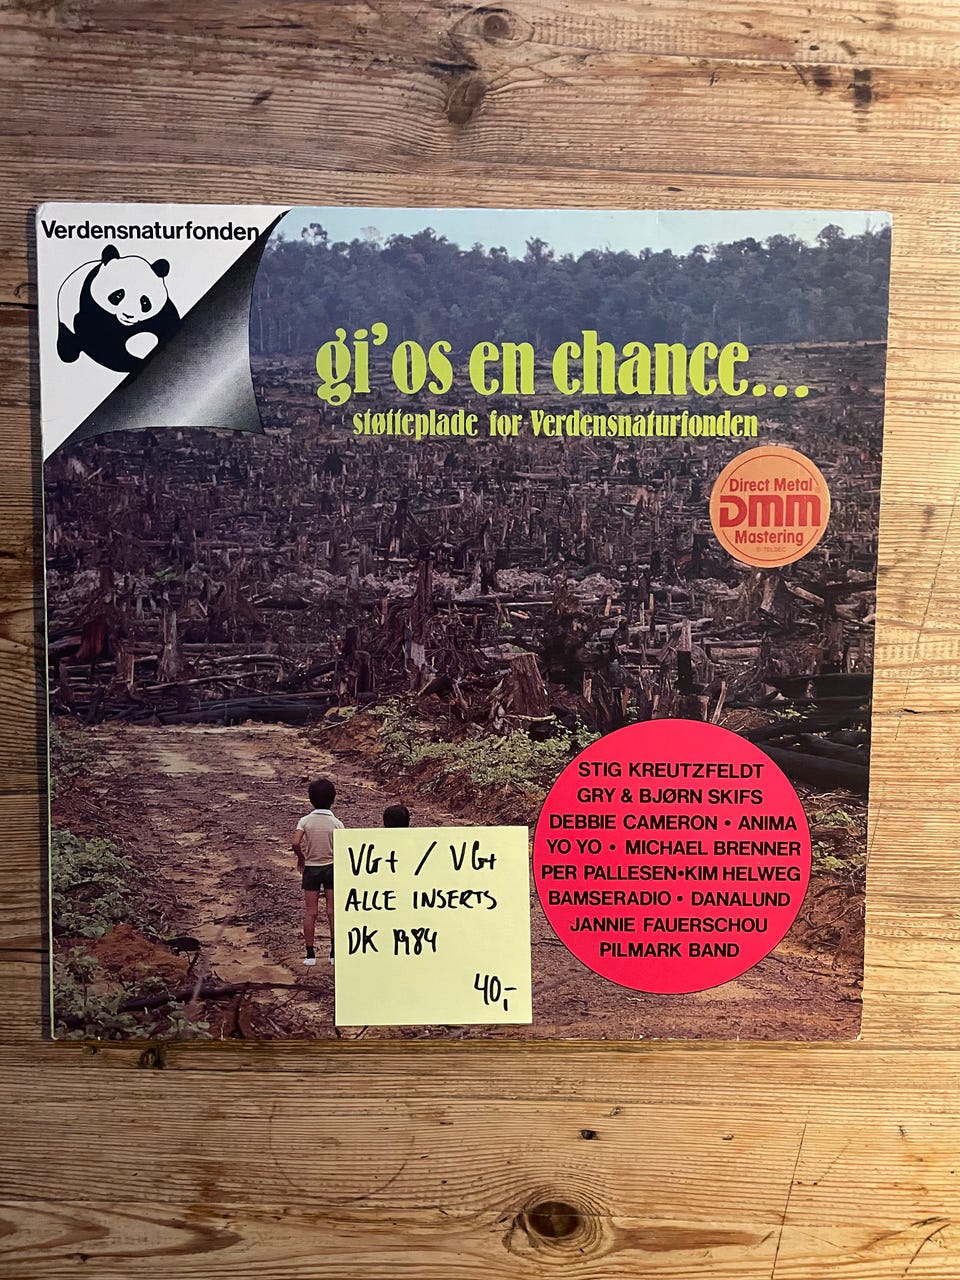 Verdensnaturfonden
gi'os en chance...
støtteplade for Verdensnaturfonden
Direct Metal
DMM
Mastering
STIG KREUTZFELDT
GRY & BJØRN SKIFS
DEBBIE CAMERON • ANIMA
YO YO • MICHAEL BRENNER
PER PALLESEN•KIM HELWEG
BAMSERADIO • DANALUND
JANNIE FAUERSCHOU
PILMARK BAND
VG+ / VG+
ALLE INSERTS
DK 1984
40,-